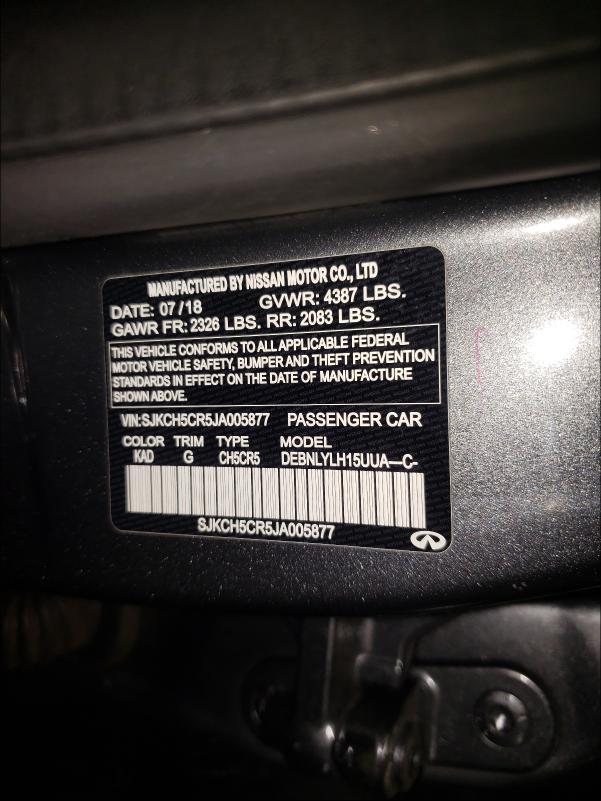 MANUFACTURED BY NISSAN MOTOR CO., LTD
DATE: 07/18 GVWR: 4387 LBS.
GAWR FR: 2326 LBS. RR: 2083 LBS.
THIS VEHICLE CONFORMS TO ALL APPLICABLE FEDERAL
MOTOR VEHICLE SAFETY, BUMPER AND THEFT PREVENTION
STANDARDS IN EFFECT ON THE DATE OF MANUFACTURE
SHOWN ABOVE.
VIN:SJKCH5CR5JA005877 PASSENGER CAR
COLOR TRIM TYPE MODEL
KAD G CH5CR5 DEBNLYLH15UUA—C-
SJKCH5CR5JA005877